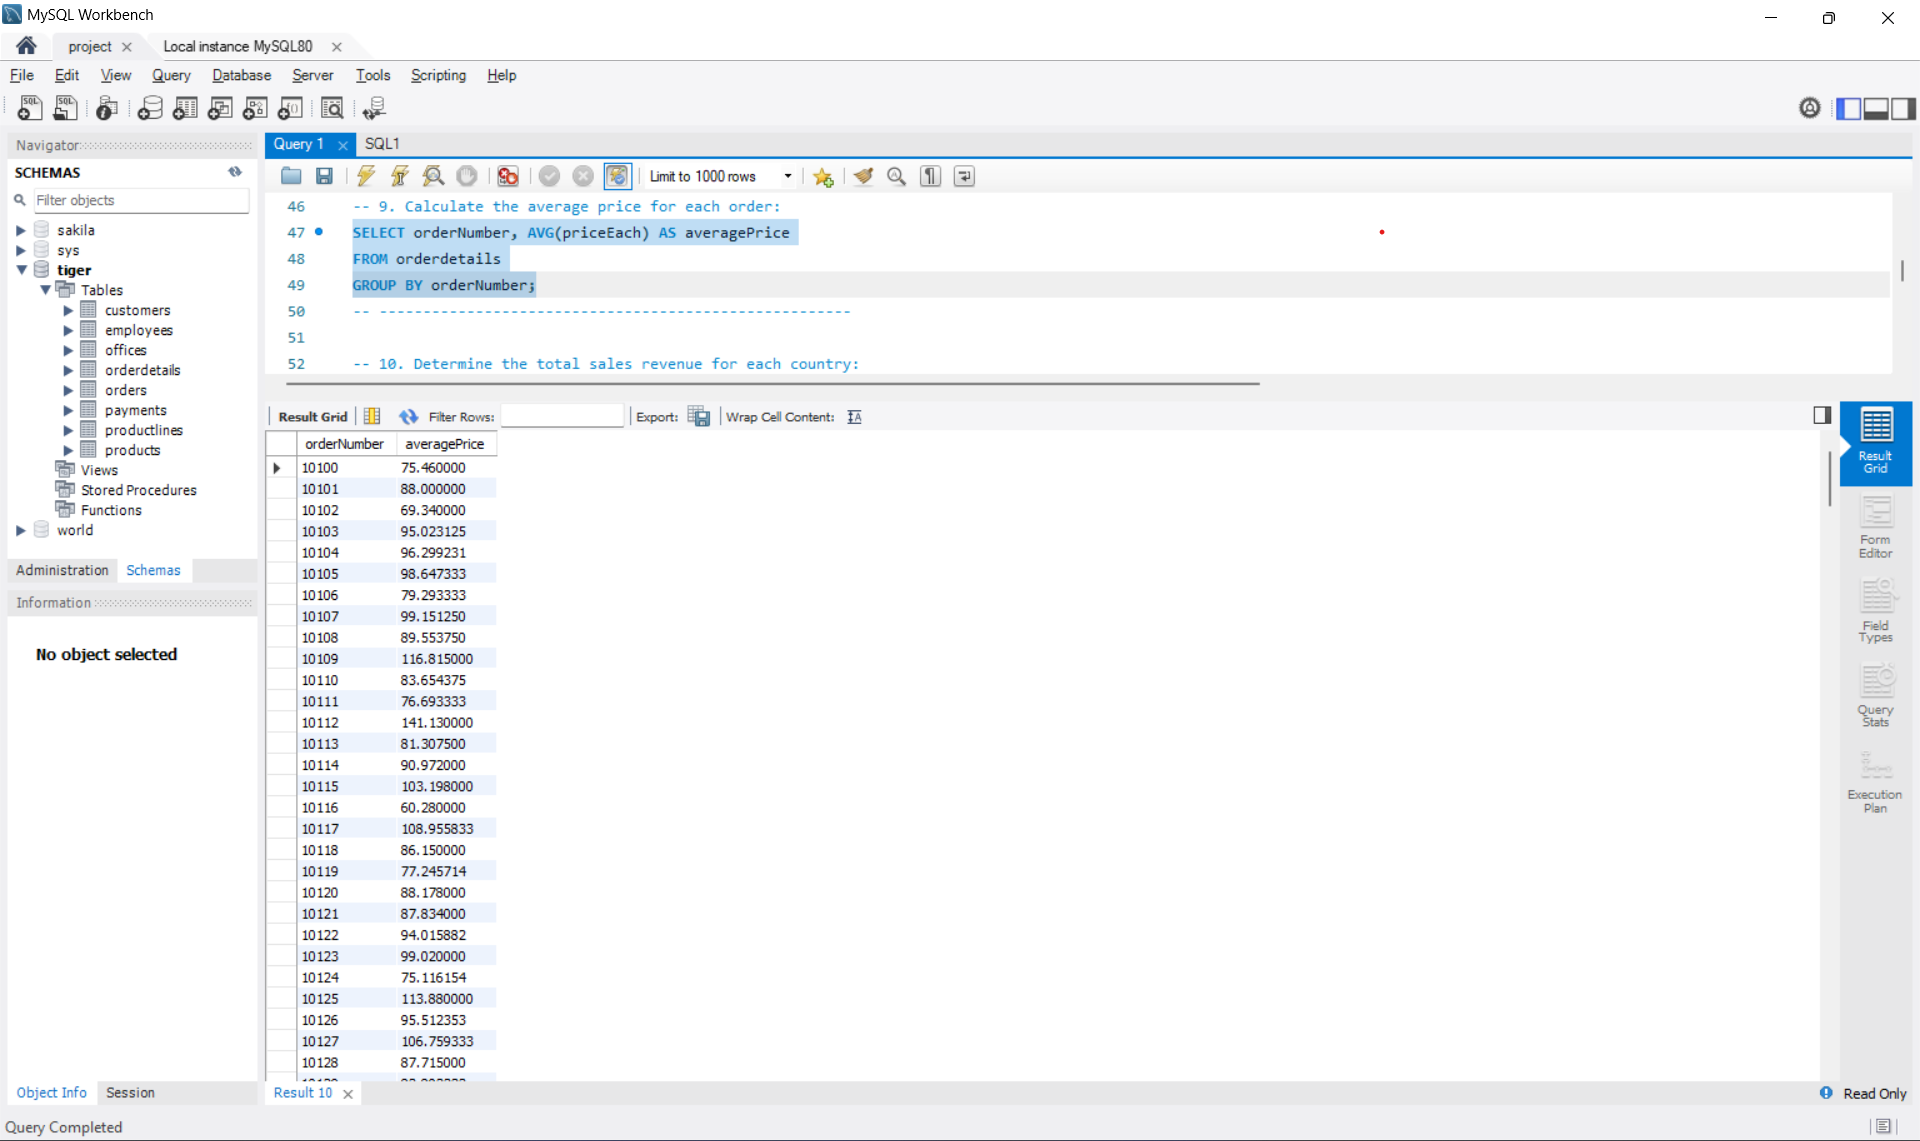 MySQL Workbench
project
Local instance MySQL80
File Edit View Query Database Server Tools Scripting Help
Navigator
SCHEMAS
Filter objects
sakila
sys
tiger
Tables
customers
employees
offices
orderdetails
orders
payments
productlines
products
Views
Stored Procedures
Functions
world
Administration Schemas
Information
No object selected
Object Info Session
Query 1 SQL1
Limit to 1000 rows
46 -- 9. Calculate the average price for each order:
47 SELECT orderNumber, AVG(priceEach) AS averagePrice
48 FROM orderdetails
49 GROUP BY orderNumber;
50 -- ------------------------------------------------------
51
52 -- 10. Determine the total sales revenue for each country:
Result Grid Filter Rows: Export: Wrap Cell Content:
orderNumber averagePrice
10100 75.460000
10101 88.000000
10102 69.340000
10103 95.023125
10104 96.299231
10105 98.647333
10106 79.293333
10107 99.151250
10108 89.553750
10109 116.815000
10110 83.654375
10111 76.693333
10112 141.130000
10113 81.307500
10114 90.972000
10115 103.198000
10116 60.280000
10117 108.955833
10118 86.150000
10119 77.245714
10120 88.178000
10121 87.834000
10122 94.015882
10123 99.020000
10124 75.116154
10125 113.880000
10126 95.512353
10127 106.759333
10128 87.715000
Result
Grid
Form
Editor
Field
Types
Query
Stats
Execution
Plan
Result 10
Read Only
Query Completed